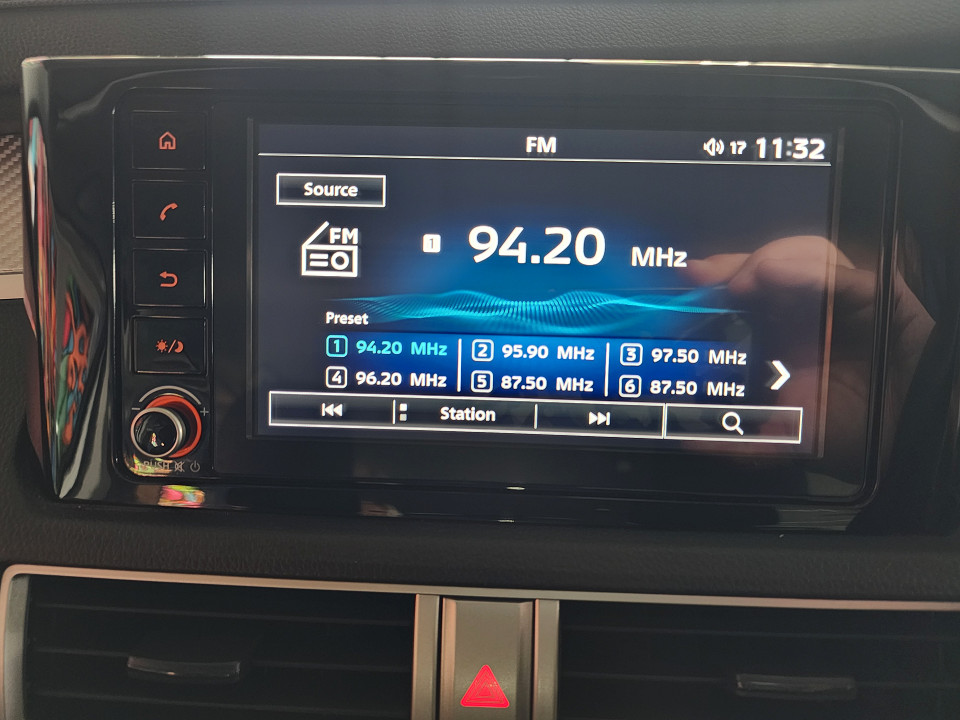 FM
17 11:32
Source
FM
1 94.20 MHz
Preset
1 94.20 MHz 2 95.90 MHz 3 97.50 MHz
4 96.20 MHz 5 87.50 MHz 6 87.50 MHz
Station
- +
PUSH